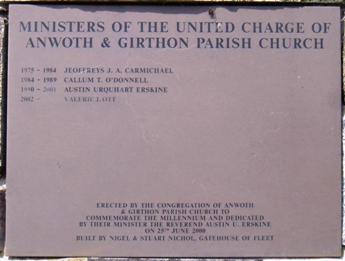 MINISTERS OF THE UNITED CHARGE OF
ANWOTH & GIRTHON PARISH CHURCH
1975 - 1984 JEOFFREYS J. A. CARMICHAEL
1984 - 1989 CALLUM T. O'DONNELL
1990 - 2001 AUSTIN URQUHART ERSKINE
2002 - VALERIE J. OTT
ERECTED BY THE CONGREGATION OF ANWOTH
& GIRTHON PARISH CHURCH TO
COMMEMORATE THE MILLENNIUM AND DEDICATED
BY THEIR MINISTER THE REVEREND AUSTIN U. ERSKINE
ON 25TH JUNE 2000
BUILT BY NIGEL & STUART NICHOL, GATEHOUSE OF FLEET